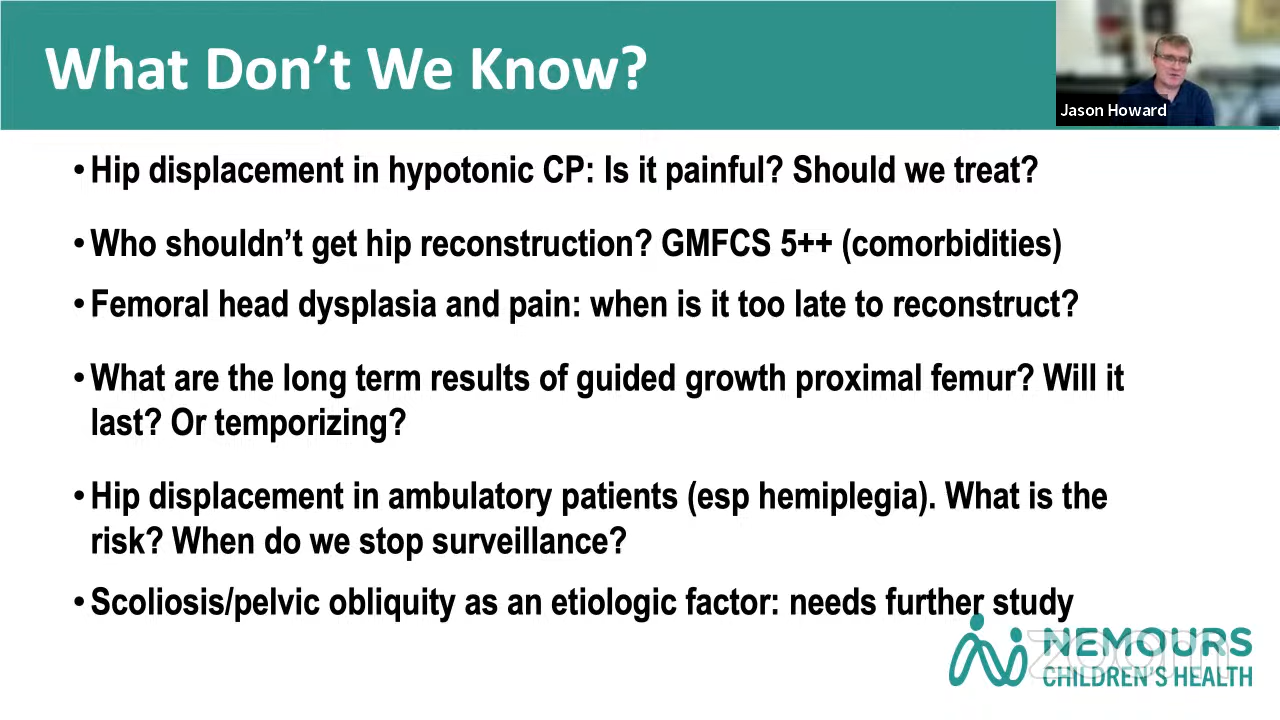 What Don’t We Know?
Jason Howard
•Hip displacement in hypotonic CP: Is it painful? Should we treat?
•Who shouldn’t get hip reconstruction? GMFCS 5++ (comorbidities)
•Femoral head dysplasia and pain: when is it too late to reconstruct?
•What are the long term results of guided growth proximal femur? Will it
last? Or temporizing?
•Hip displacement in ambulatory patients (esp hemiplegia). What is the
risk? When do we stop surveillance?
•Scoliosis/pelvic obliquity as an etiologic factor: needs further study
NEMOURS
zoom
CHILDREN’S HEALTH